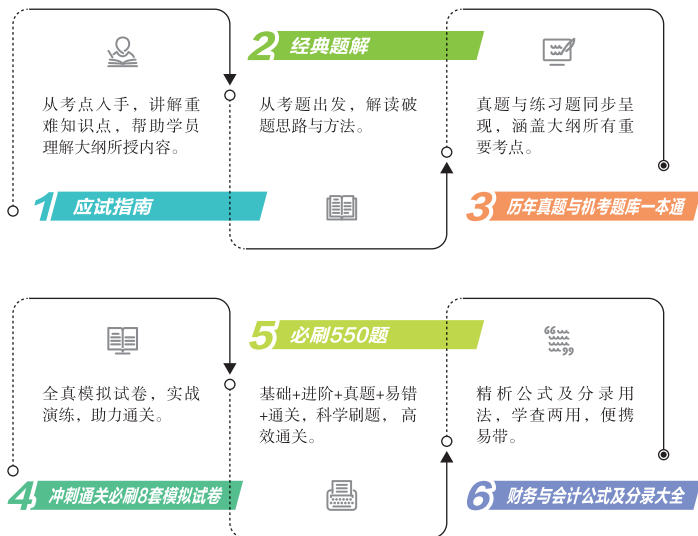 从考点入手，讲解重
难知识点，帮助学员
理解大纲所授内容。
1 应试指南
2 经典题解
从考题出发，解读破
题思路与方法。
真题与练习题同步呈
现，涵盖大纲所有重
要考点。
3 历年真题与机考题库一本通
全真模拟试卷，实战
演练，助力通关。
4 冲刺通关必刷8套模拟试卷
5 必刷550题
基础+进阶+真题+易错
+通关，科学刷题，高
效通关。
精析公式及分录用
法，学查两用，便携
易带。
6 财务与会计公式及分录大全